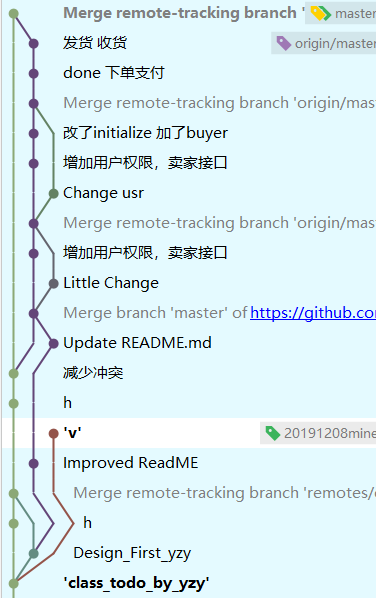 Merge remote-tracking branch ' master
发货 收货 origin/master
done 下单支付
Merge remote-tracking branch 'origin/mas
改了initialize 加了buyer
增加用户权限，卖家接口
Change usr
Merge remote-tracking branch 'origin/mas
增加用户权限，卖家接口
Little Change
Merge branch 'master' of https://github.co
Update README.md
减少冲突
h
'v' 20191208mine
Improved ReadME
Merge remote-tracking branch 'remotes/
h
Design_First_yzy
'class_todo_by_yzy'